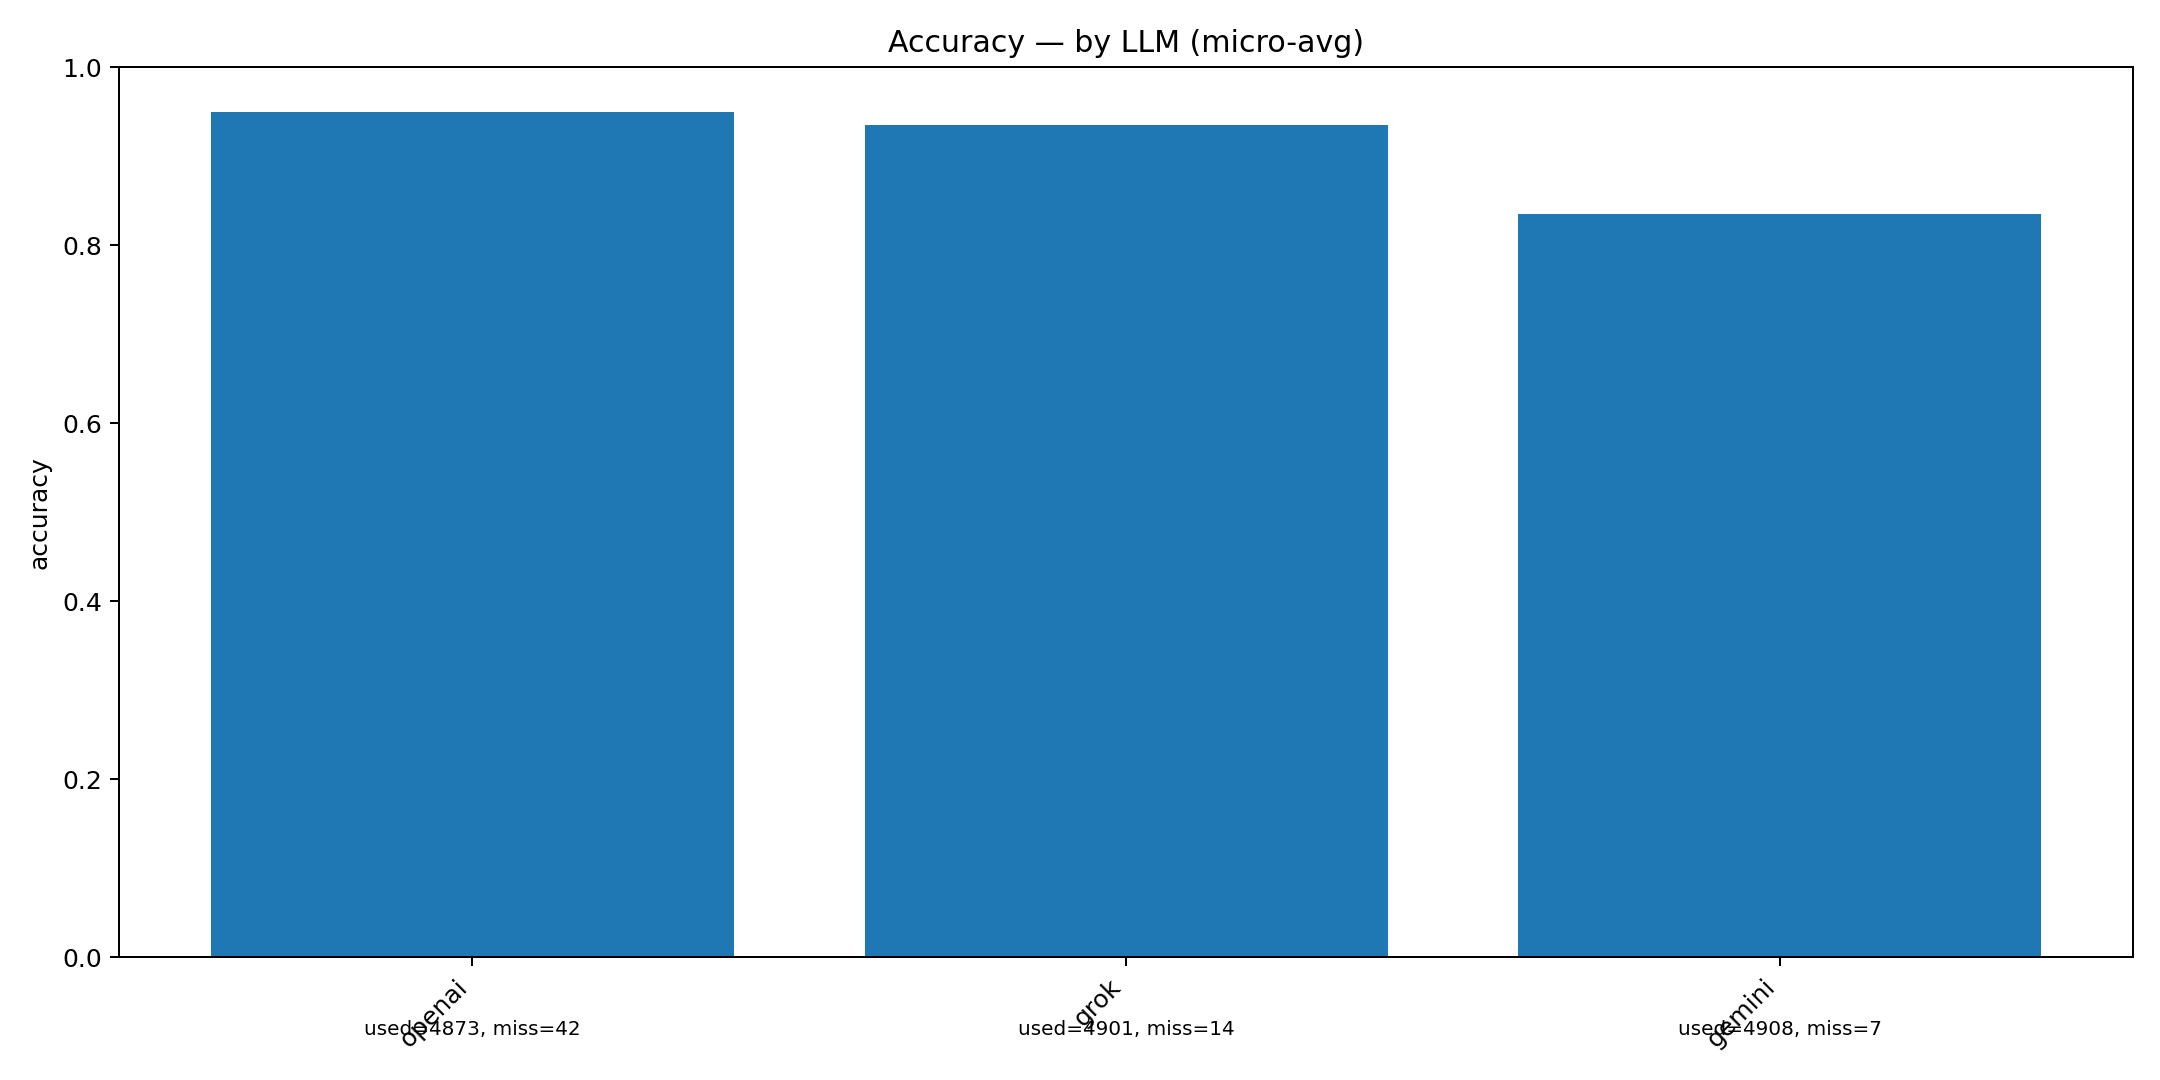 Accuracy — by LLM (micro-avg)
1.0
0.8
0.6
0.4
0.2
0.0
accuracy
openai
grok
gemini
used=4873, miss=42
used=4901, miss=14
used=4908, miss=7